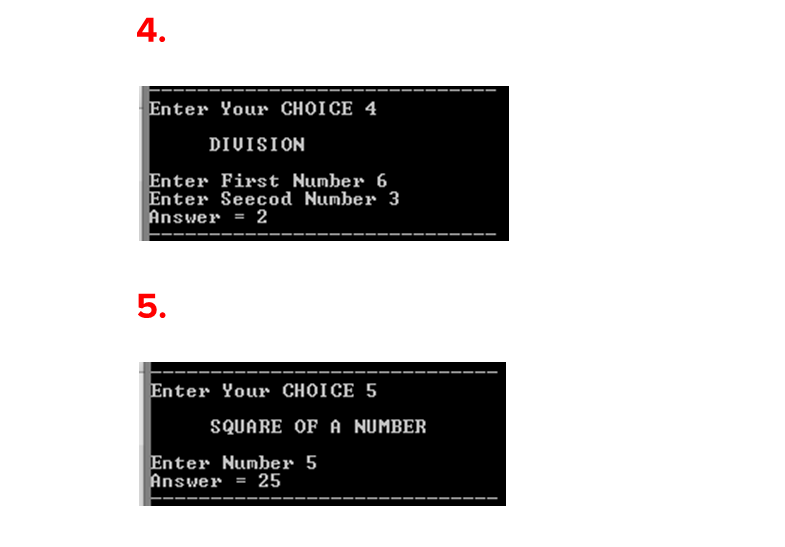 4.
Enter Your CHOICE 4
DIVISION
Enter First Number 6
Enter Seecod Number 3
Answer = 2
5.
Enter Your CHOICE 5
SQUARE OF A NUMBER
Enter Number 5
Answer = 25